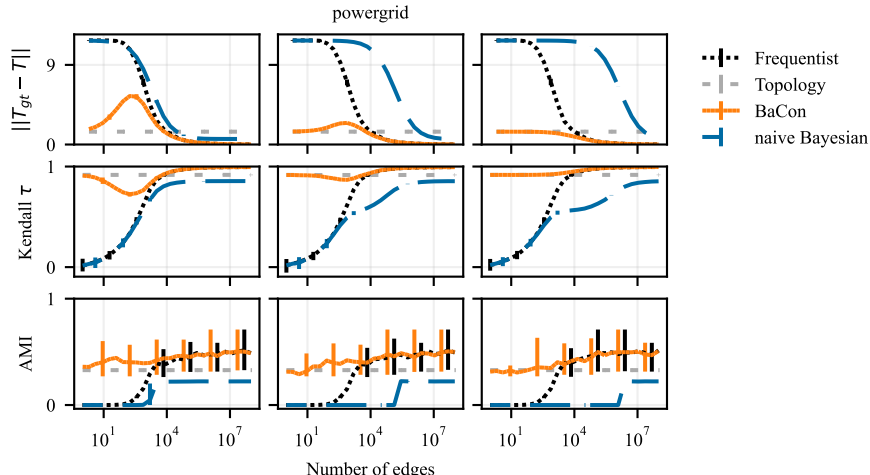 powergrid
||T_gt − T||
9
0
Kendall τ
1
0
AMI
1
0
10^1 10^4 10^7
10^1 10^4 10^7
10^1 10^4 10^7
Number of edges
Frequentist
Topology
BaCon
naive Bayesian